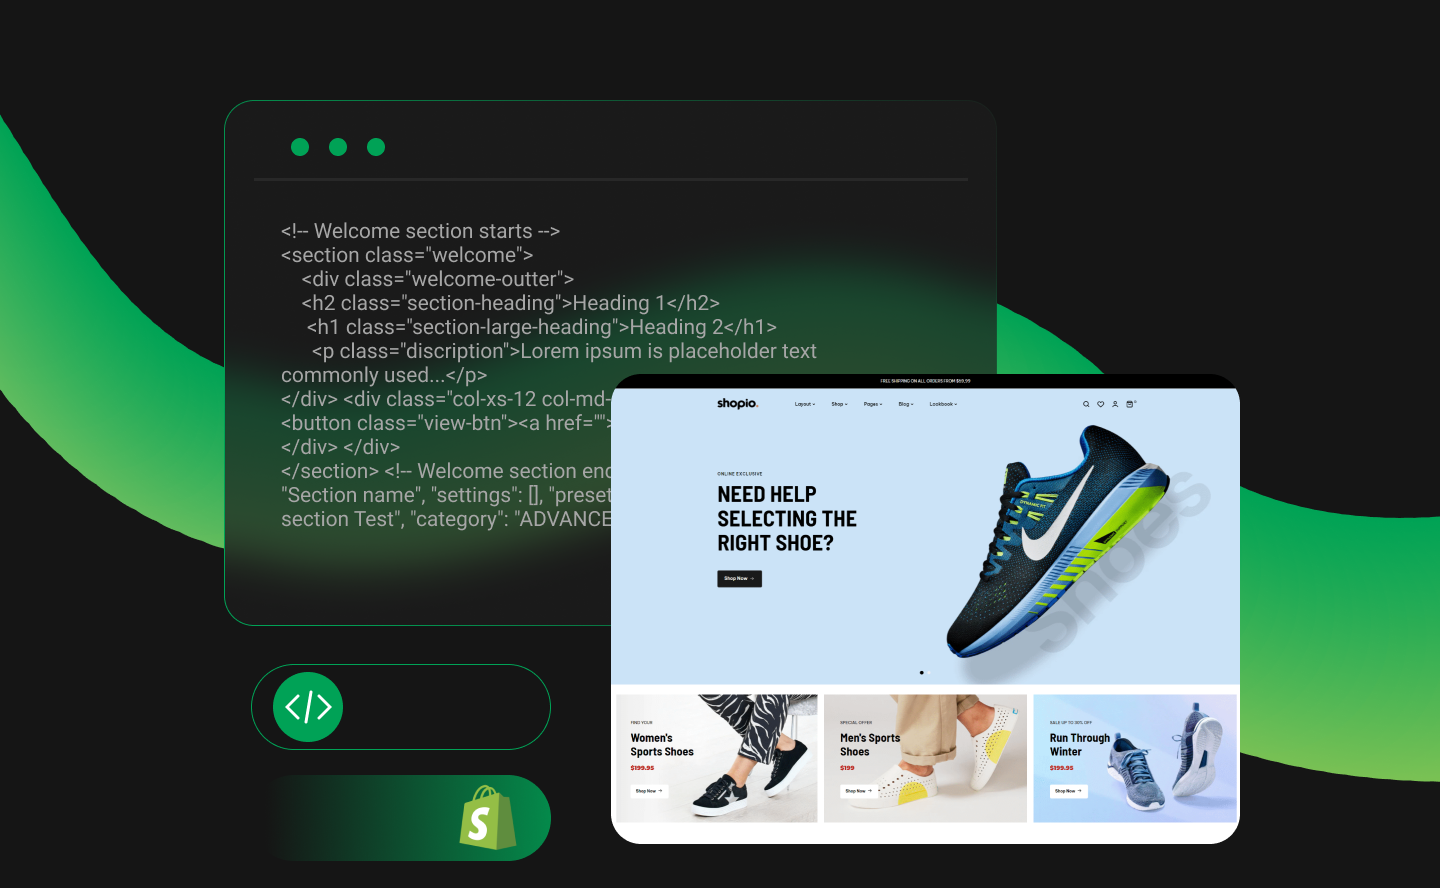 <!-- Welcome section starts -->
<section class="welcome">
<div class="welcome-outter">
<h2 class="section-heading">Heading 1</h2>
<h1 class="section-large-heading">Heading 2</h1>
<p class="discription">Lorem ipsum is placeholder text
commonly used...</p>
</div> <div class="col-xs-12 col-md-
<button class="view-btn"><a href="">
</div> </div>
</section> <!-- Welcome section end
"Section name", "settings": [], "preset
section Test", "category": "ADVANCE
</>
S
FREE SHIPPING ON ALL ORDERS FROM $69.99
shopio.
Layout Shop Pages Blog Lookbook
0
ONLINE EXCLUSIVE
NEED HELP
SELECTING THE
RIGHT SHOE?
Shop Now →
DYNAMIC FIT
Shoes
FIND YOUR
Women's
Sports Shoes
$199.95
Shop Now →
SPECIAL OFFER
Men's Sports
Shoes
$199
Shop Now →
SALE UP TO 30% OFF
Run Through
Winter
$199.95
Shop Now →